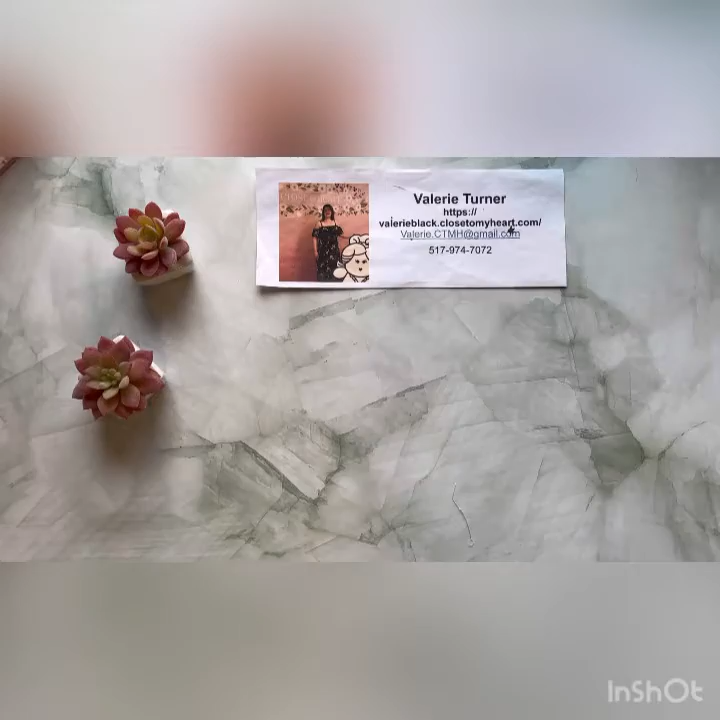 Valerie Turner
https://
valerieblack.closetomyheart.com/
Valerie.CTMH@gmail.com
517-974-7072
InShOt